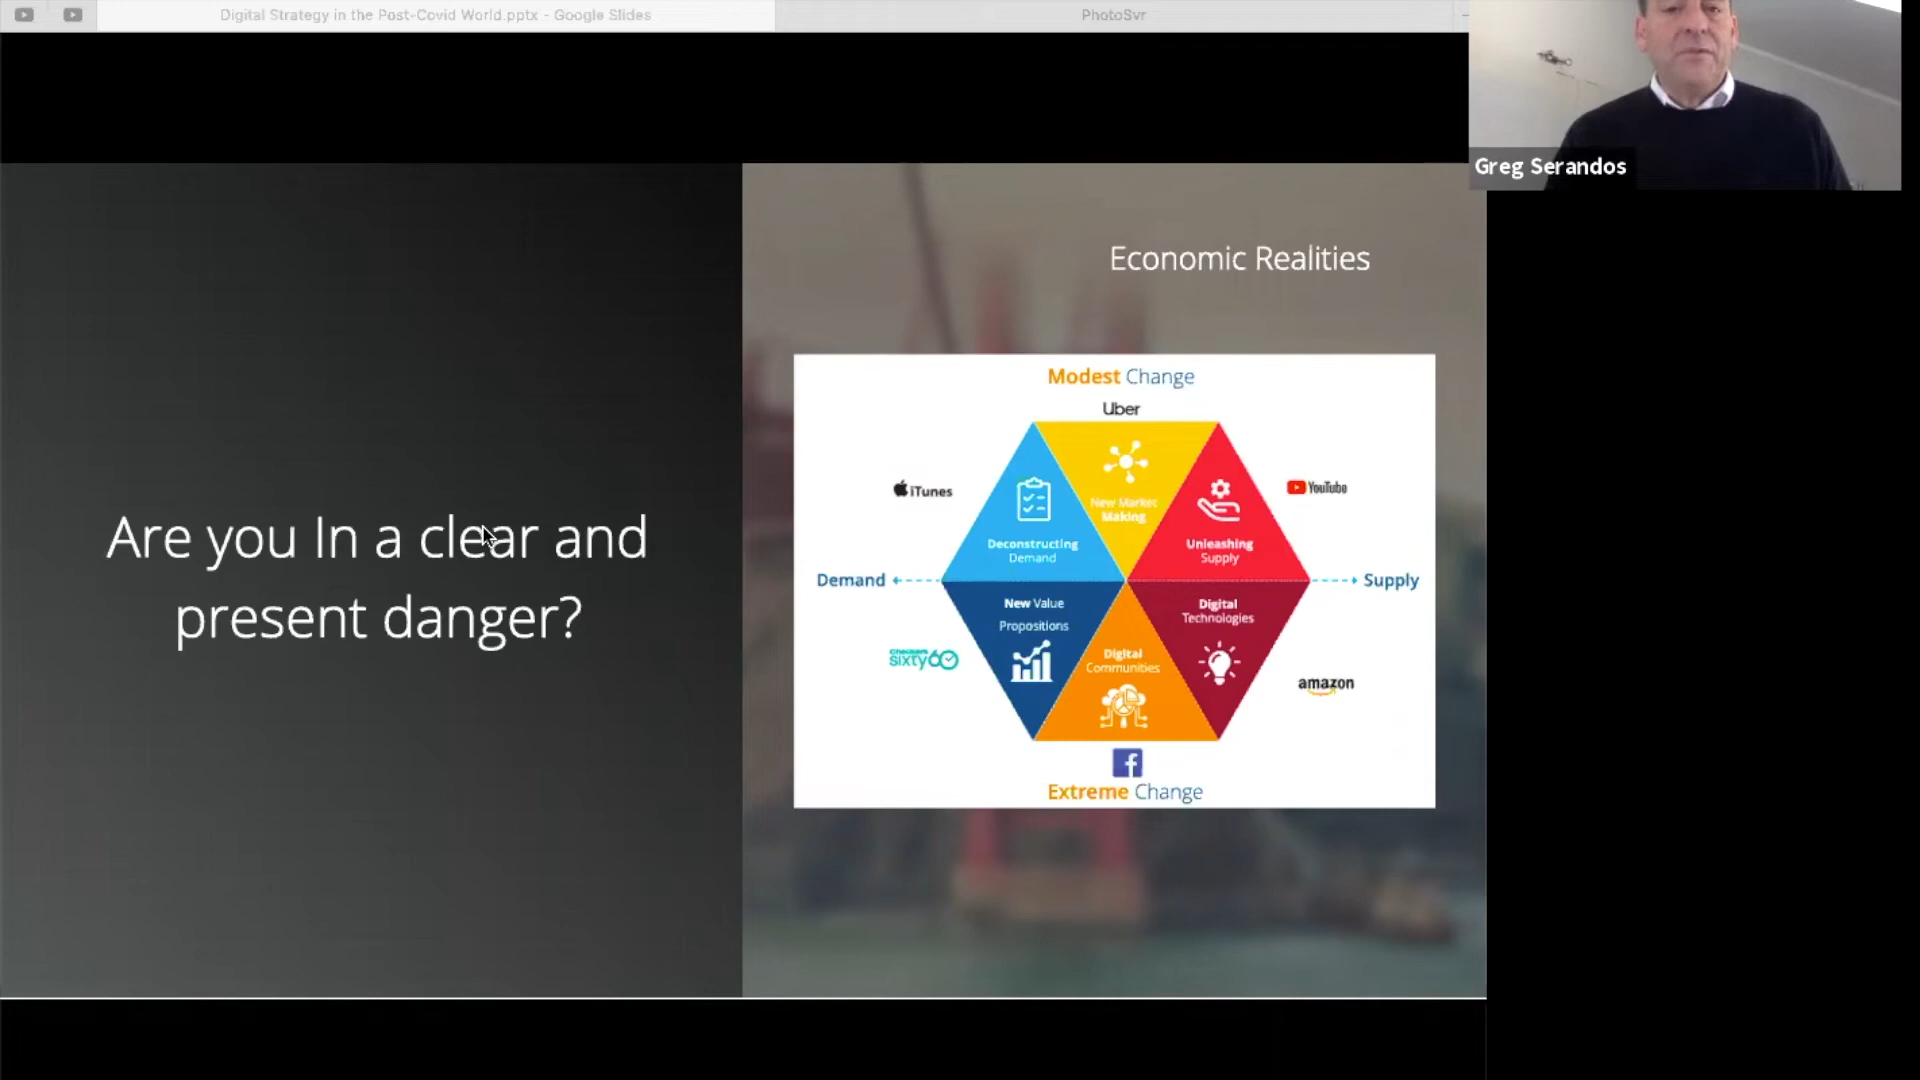 Digital Strategy in the Post-Covid World.pptx - Google Slides
PhotoSvr
Greg Serandos
Economic Realities
Are you In a clear and
present danger?
Modest Change
Uber
iTunes
YouTube
New Market
Making
Deconstructing
Demand
Unleashing
Supply
Demand
Supply
New Value
Propositions
Digital
Technologies
Digital
Communities
Checkers
sixty60
amazon
f
Extreme Change